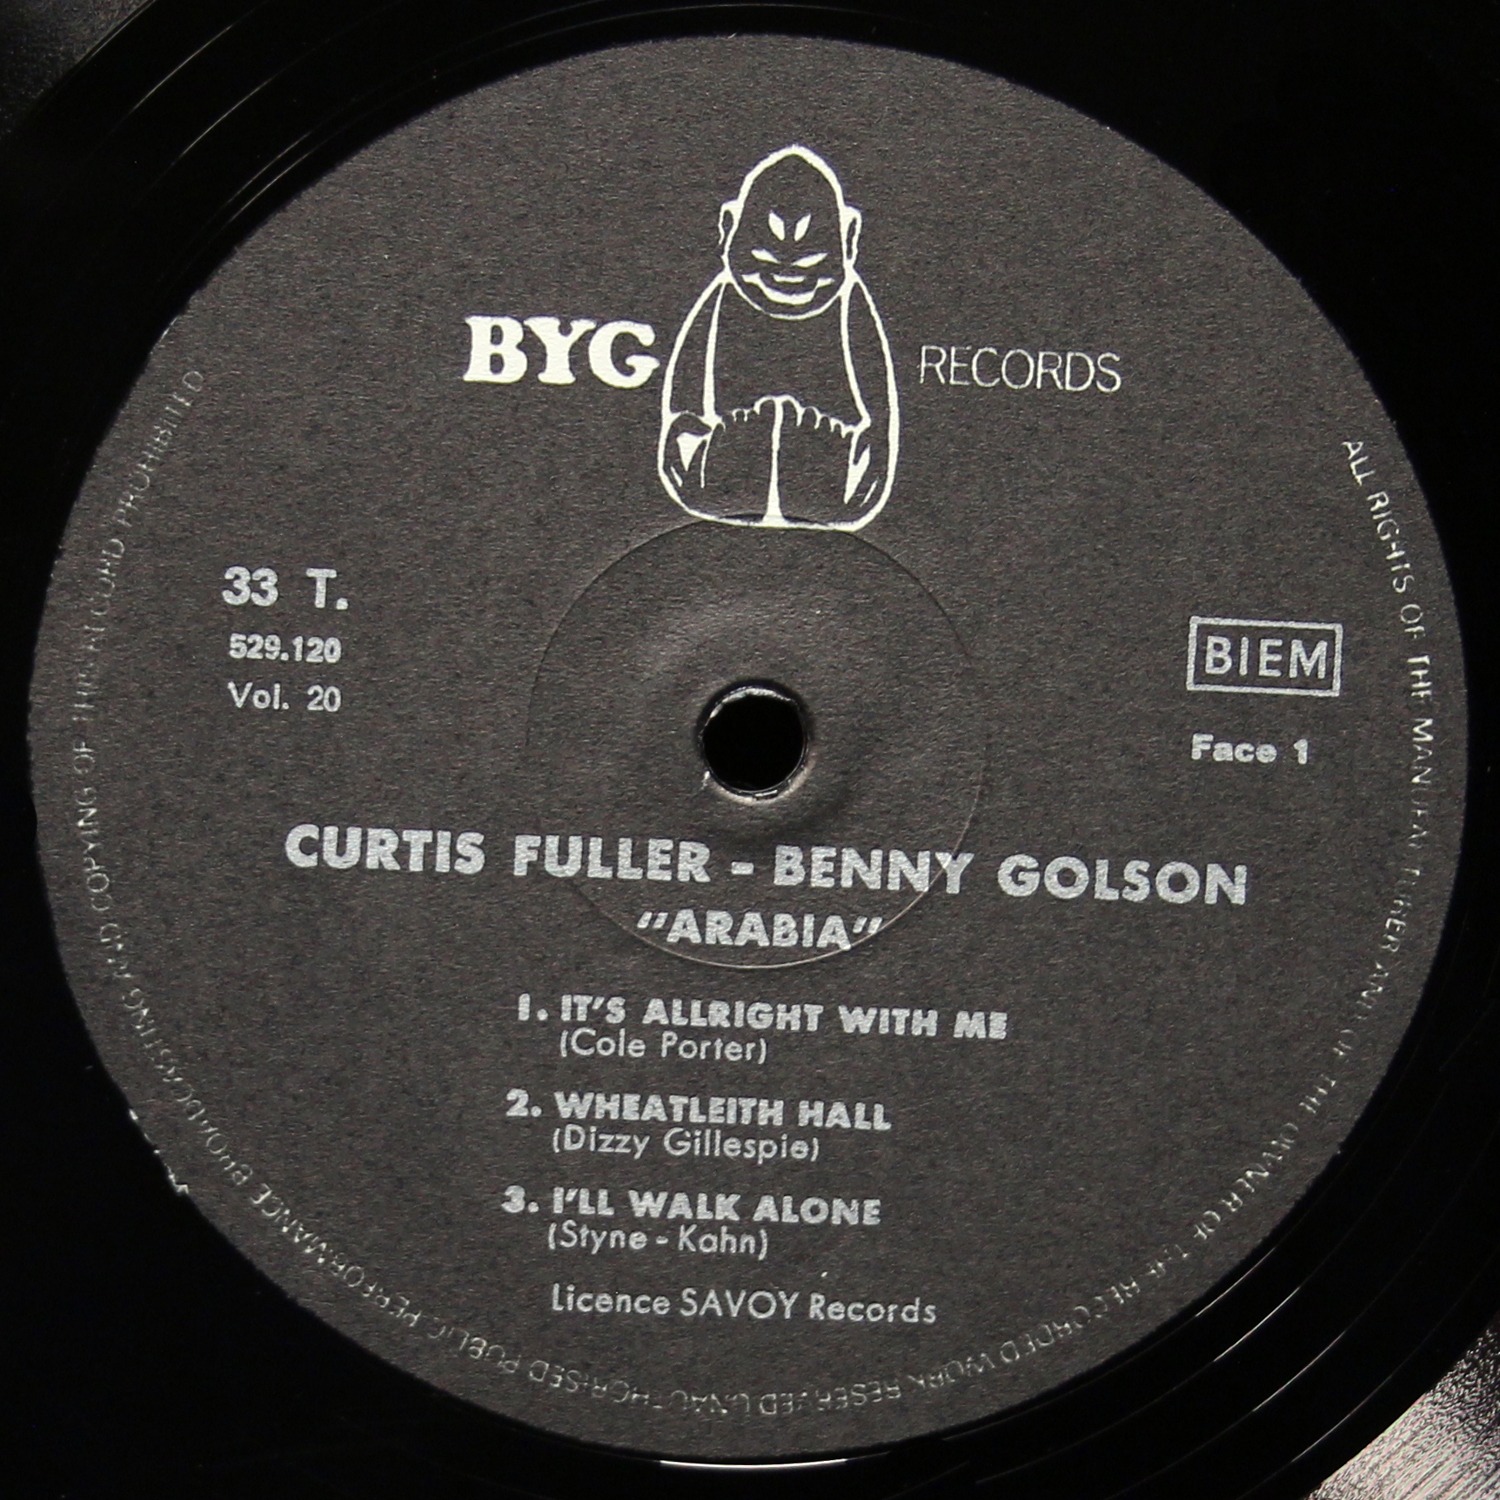 BYG RECORDS
33 T.
529.120
Vol. 20
BIEM
Face 1
CURTIS FULLER - BENNY GOLSON
"ARABIA"
1. IT'S ALLRIGHT WITH ME
(Cole Porter)
2. WHEATLEITH HALL
(Dizzy Gillespie)
3. I'LL WALK ALONE
(Styne - Kahn)
Licence SAVOY Records
ALL RIGHTS OF THE MANUFACTURER AND OF THE OWNER OF THE RECORDED WORK RESERVED UNAUTHORISED PUBLIC PERFORMANCE BROADCASTING AND COPYING OF THIS RECORD PROHIBITED